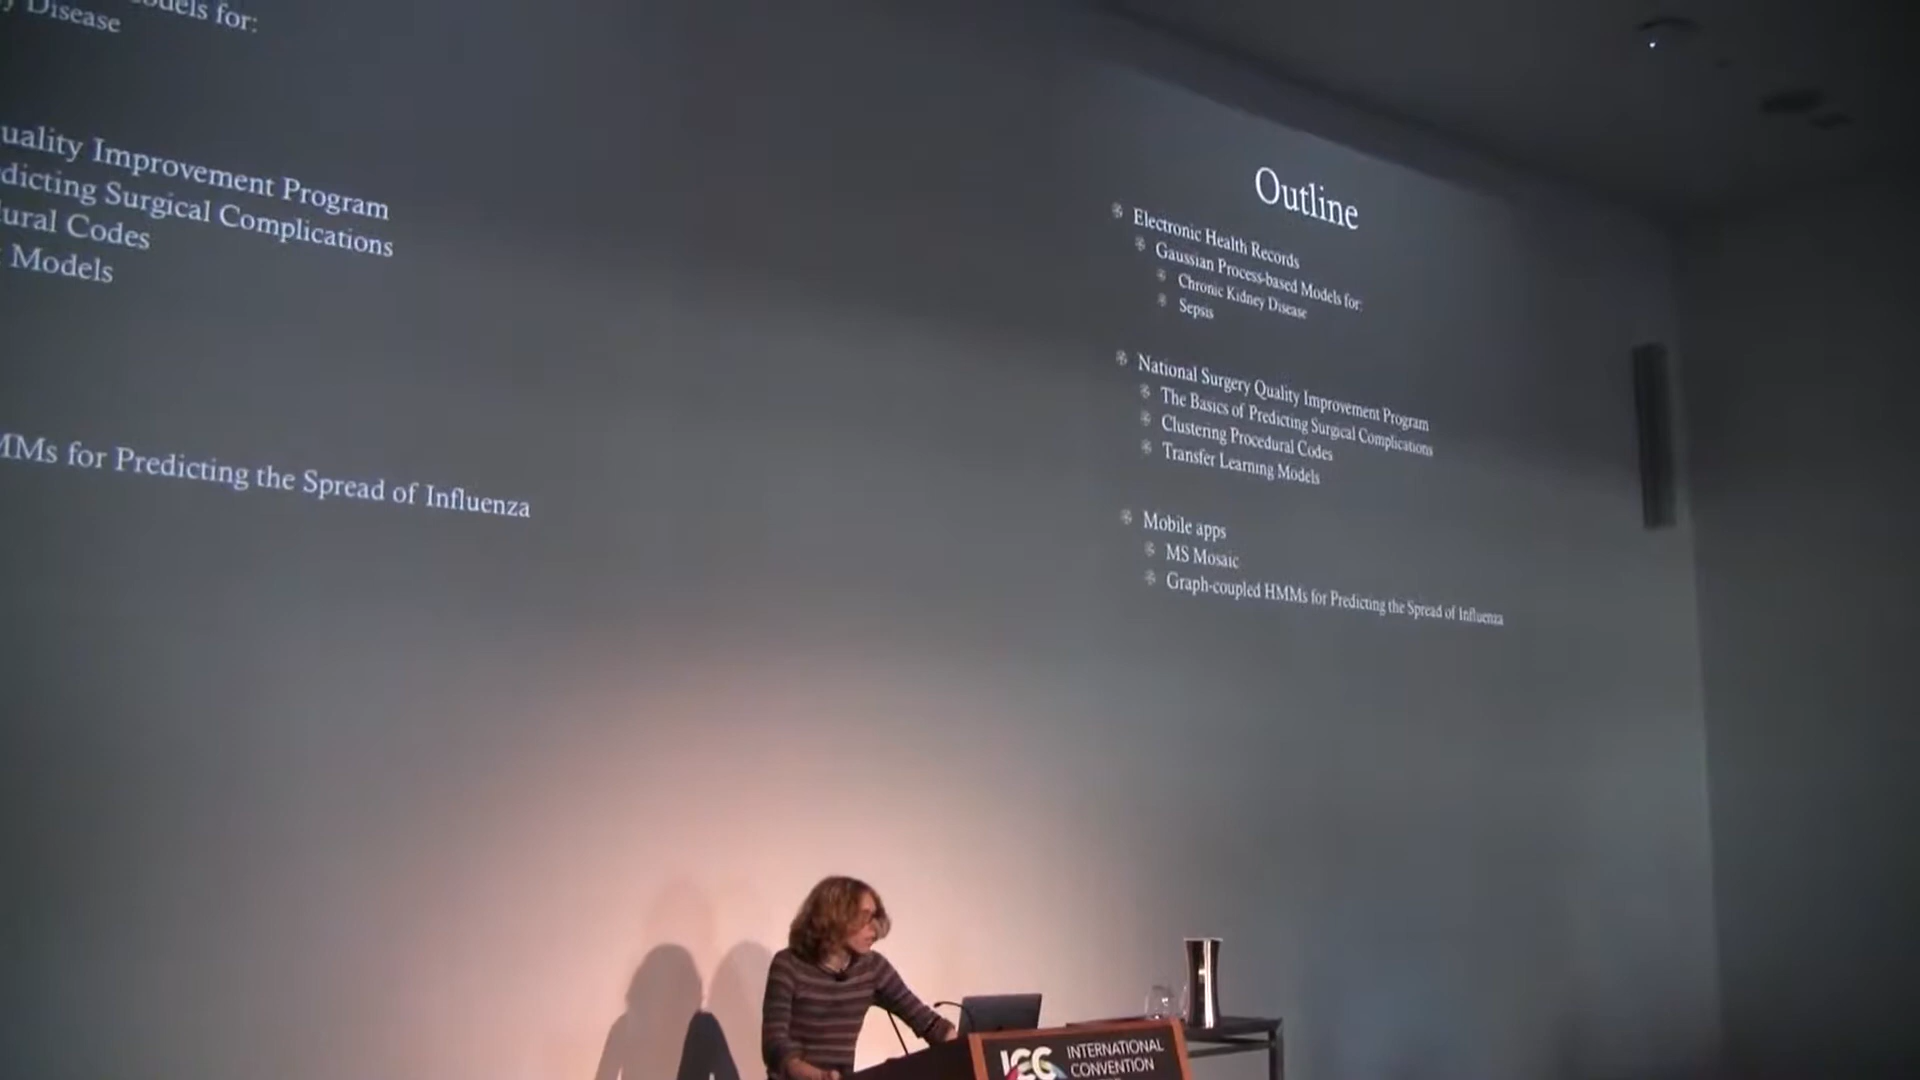 odels for:
y Disease
uality Improvement Program
dicting Surgical Complications
dural Codes
Models
MMs for Predicting the Spread of Influenza
Outline
Electronic Health Records
Gaussian Process-based Models for:
Chronic Kidney Disease
Sepsis
National Surgery Quality Improvement Program
The Basics of Predicting Surgical Complications
Clustering Procedural Codes
Transfer Learning Models
Mobile apps
MS Mosaic
Graph-coupled HMMs for Predicting the Spread of Influenza
ICC INTERNATIONAL
CONVENTION